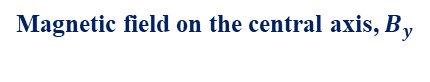 Magnetic field on the central axis, B_y